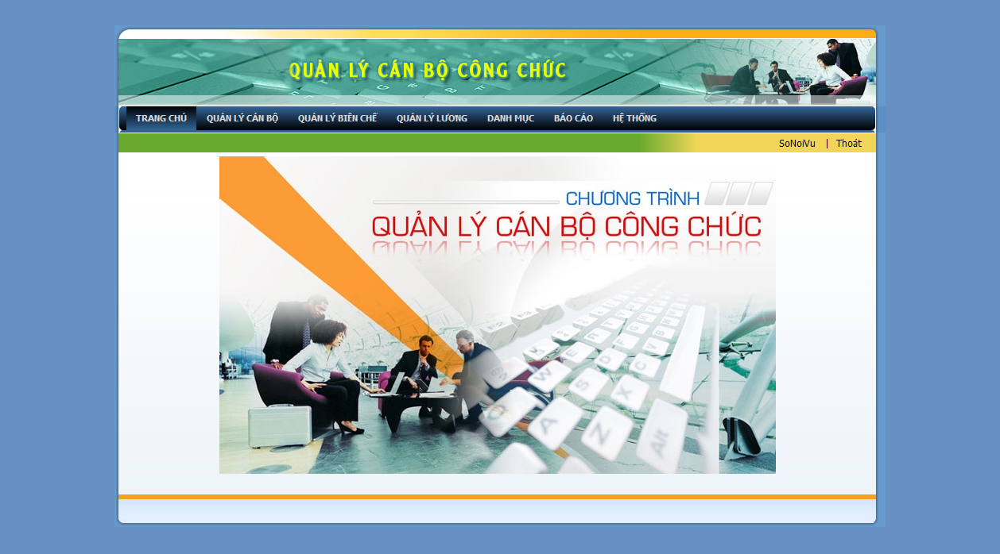 QUẢN LÝ CÁN BỘ CÔNG CHỨC
TRANG CHỦ QUẢN LÝ CÁN BỘ QUẢN LÝ BIÊN CHẾ QUẢN LÝ LƯƠNG DANH MỤC BÁO CÁO HỆ THỐNG
SoNoiVu | Thoát
CHƯƠNG TRÌNH
QUẢN LÝ CÁN BỘ CÔNG CHỨC